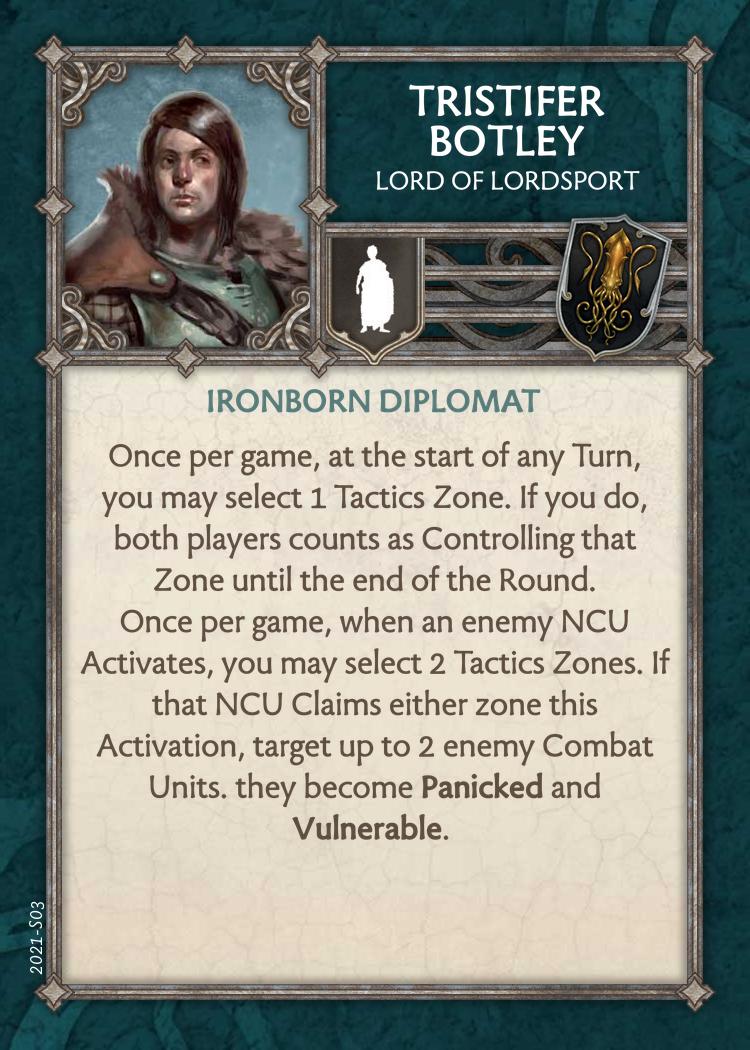 TRISTIFER
BOTLEY
LORD OF LORDSPORT
IRONBORN DIPLOMAT
Once per game, at the start of any Turn,
you may select 1 Tactics Zone. If you do,
both players counts as Controlling that
Zone until the end of the Round.
Once per game, when an enemy NCU
Activates, you may select 2 Tactics Zones. If
that NCU Claims either zone this
Activation, target up to 2 enemy Combat
Units. they become Panicked and
Vulnerable.
2021-S03